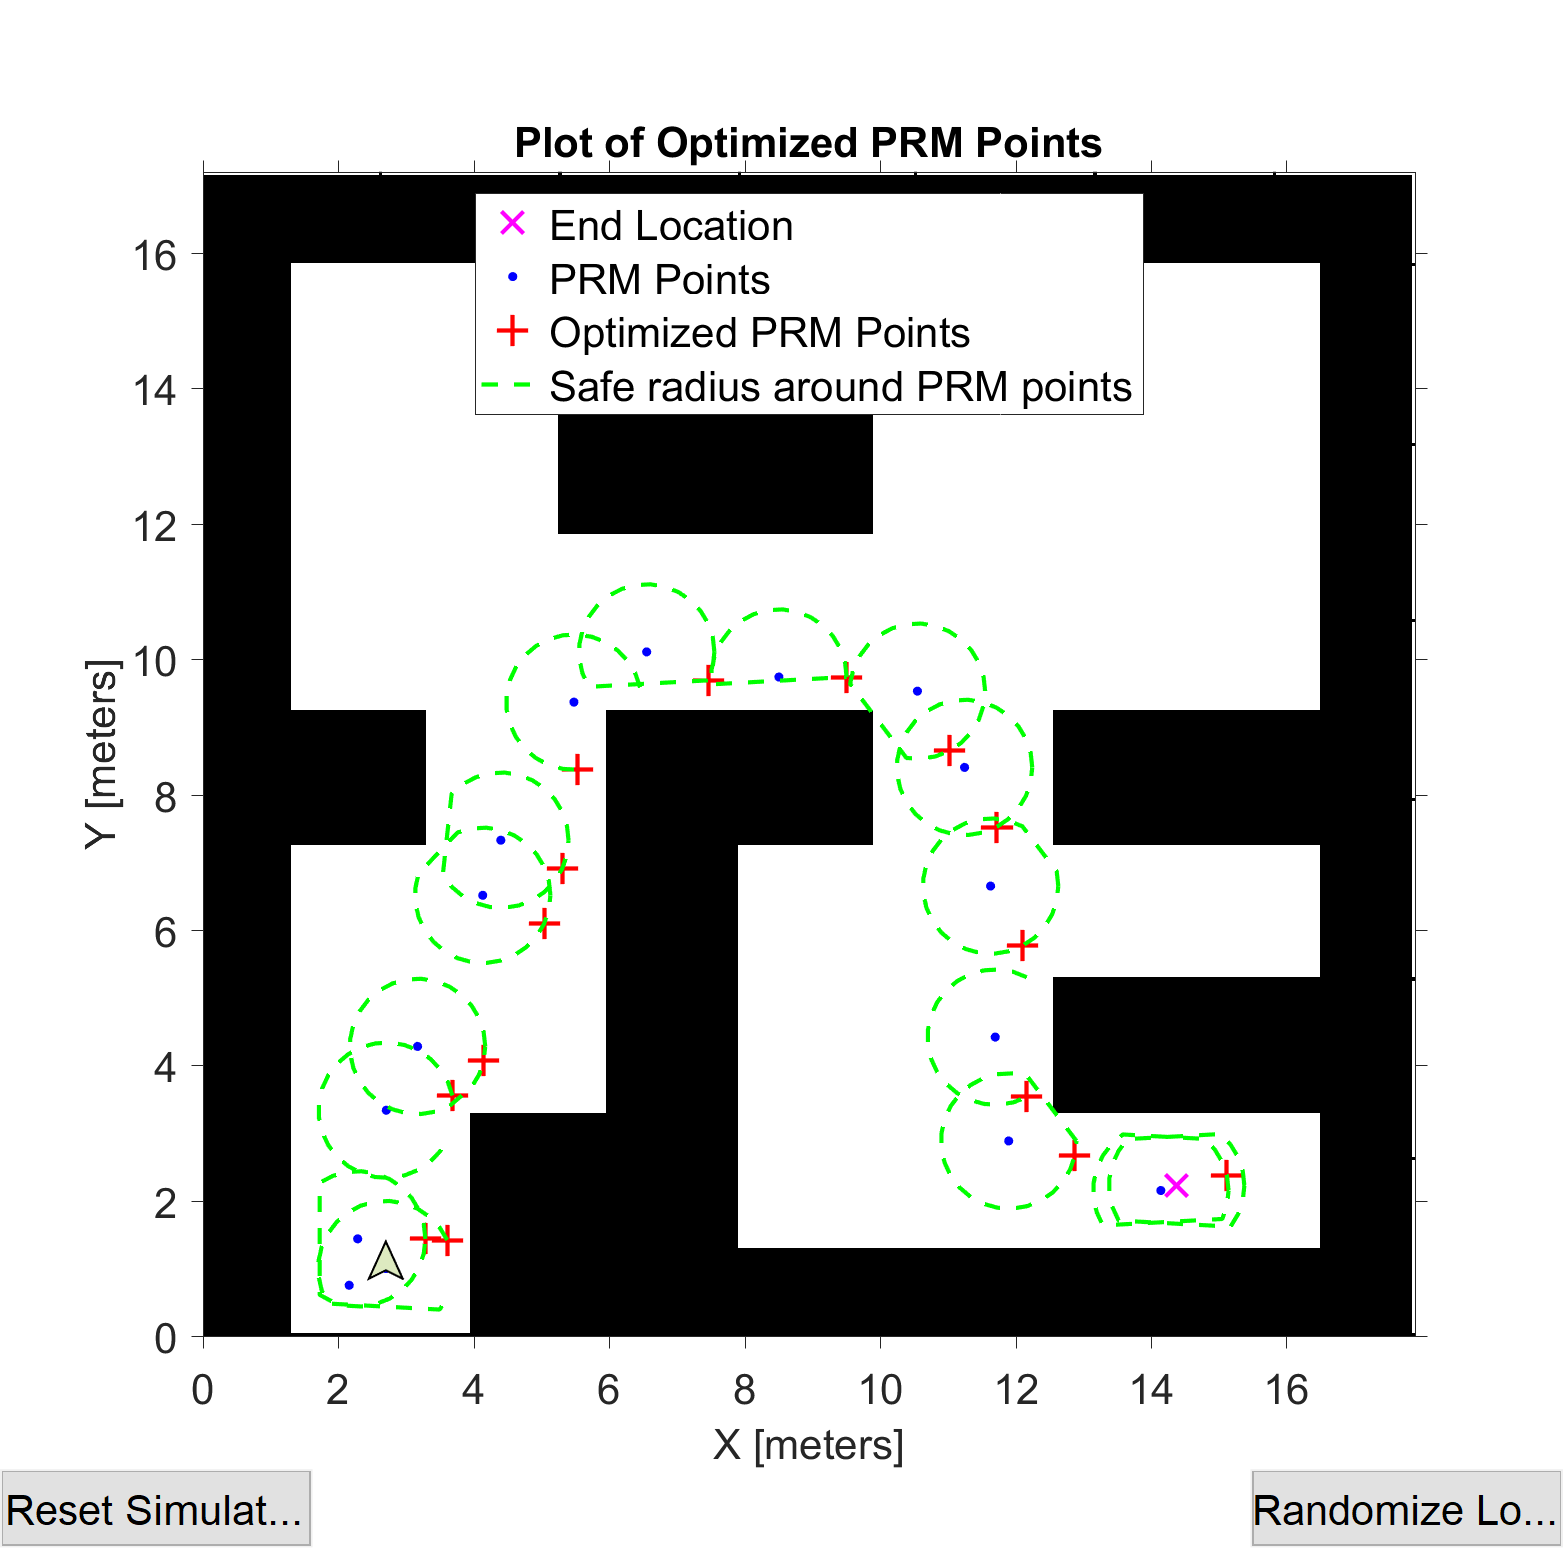 Plot of Optimized PRM Points
End Location
PRM Points
Optimized PRM Points
Safe radius around PRM points
16
14
12
10
8
6
4
2
0
Y [meters]
0 2 4 6 8 10 12 14 16
X [meters]
Reset Simulat...
Randomize Lo...